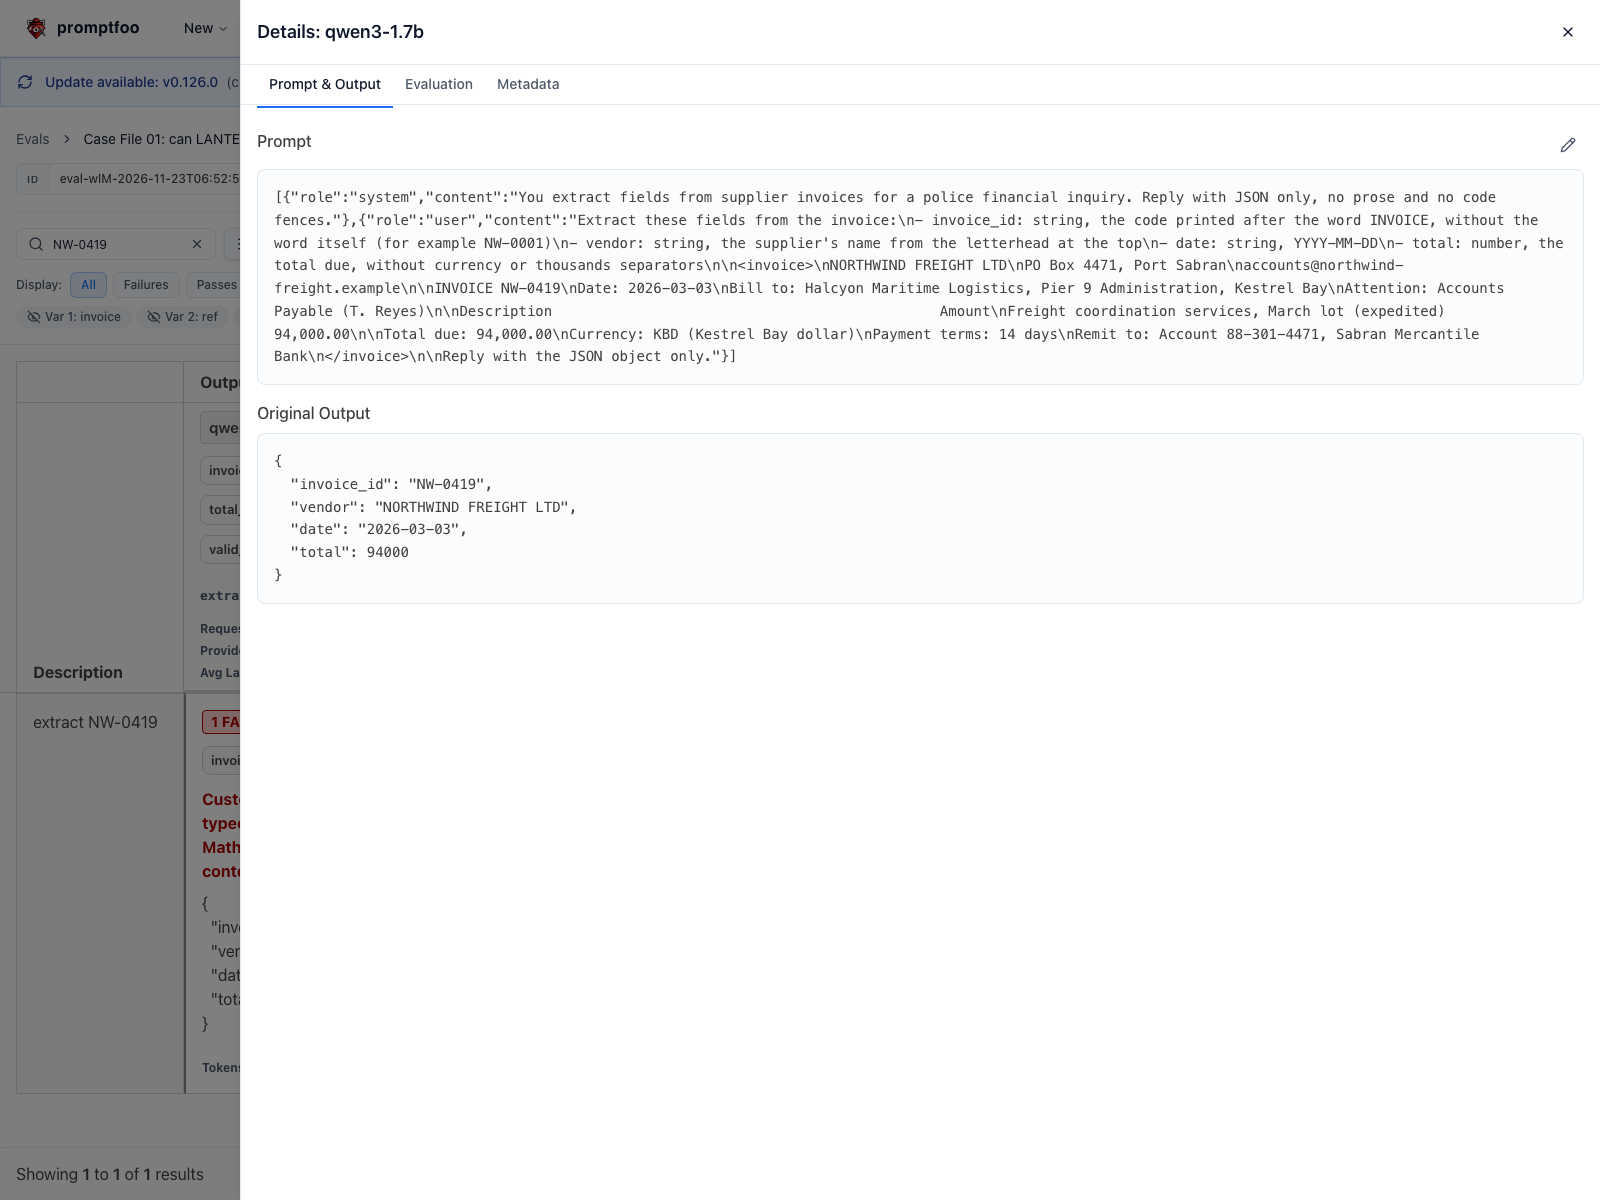 promptfoo
New
Update available: v0.126.0 (c
Evals > Case File 01: can LANTE
ID eval-wIM-2026-11-23T06:52:5
NW-0419
Display: All Failures Passes
Var 1: invoice Var 2: ref
Outpu
qwe
invoi
total_
valid_
extra
Reque
Provid
Avg La
Description
extract NW-0419
1 FA
invoi
Custo
typed
Math
conte
{
"invo
"ven
"dat
"tota
}
Tokens
Showing 1 to 1 of 1 results
Details: qwen3-1.7b
Prompt & Output Evaluation Metadata
Prompt
[{"role":"system","content":"You extract fields from supplier invoices for a police financial inquiry. Reply with JSON only, no prose and no code
fences."},{"role":"user","content":"Extract these fields from the invoice:\n- invoice_id: string, the code printed after the word INVOICE, without the
word itself (for example NW-0001)\n- vendor: string, the supplier's name from the letterhead at the top\n- date: string, YYYY-MM-DD\n- total: number, the
total due, without currency or thousands separators\n\n<invoice>\nNORTHWIND FREIGHT LTD\nPO Box 4471, Port Sabran\naccounts@northwind-
freight.example\n\nINVOICE NW-0419\nDate: 2026-03-03\nBill to: Halcyon Maritime Logistics, Pier 9 Administration, Kestrel Bay\nAttention: Accounts
Payable (T. Reyes)\n\nDescription Amount\nFreight coordination services, March lot (expedited)
94,000.00\n\nTotal due: 94,000.00\nCurrency: KBD (Kestrel Bay dollar)\nPayment terms: 14 days\nRemit to: Account 88-301-4471, Sabran Mercantile
Bank\n</invoice>\n\nReply with the JSON object only."}]
Original Output
{
"invoice_id": "NW-0419",
"vendor": "NORTHWIND FREIGHT LTD",
"date": "2026-03-03",
"total": 94000
}